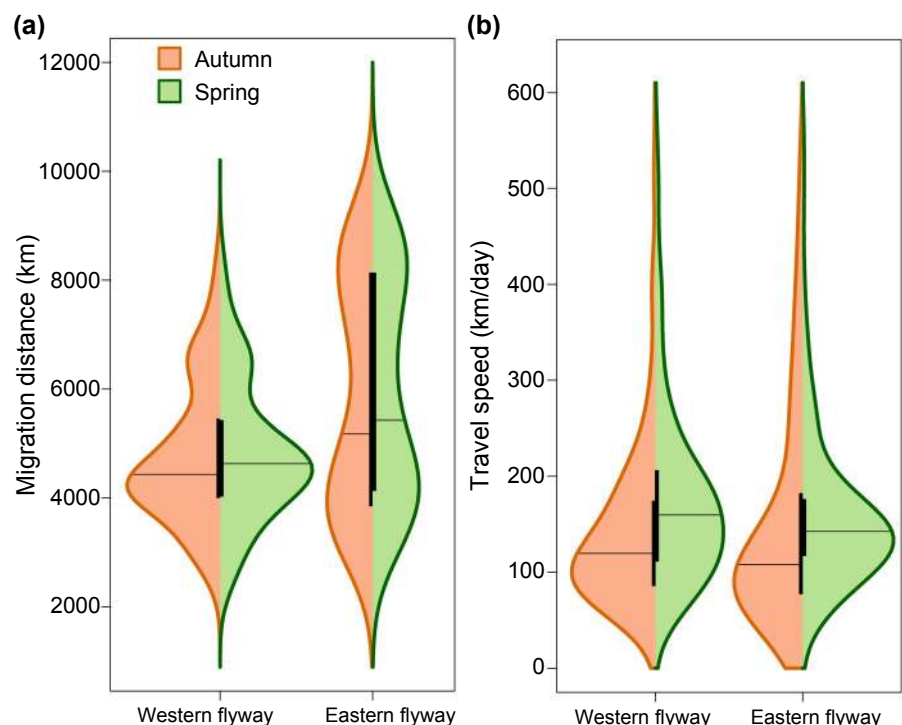 (a)
Migration distance (km)
12000
10000
8000
6000
4000
2000
Autumn
Spring
Western flyway
Eastern flyway
(b)
Travel speed (km/day)
600
500
400
300
200
100
0
Western flyway
Eastern flyway